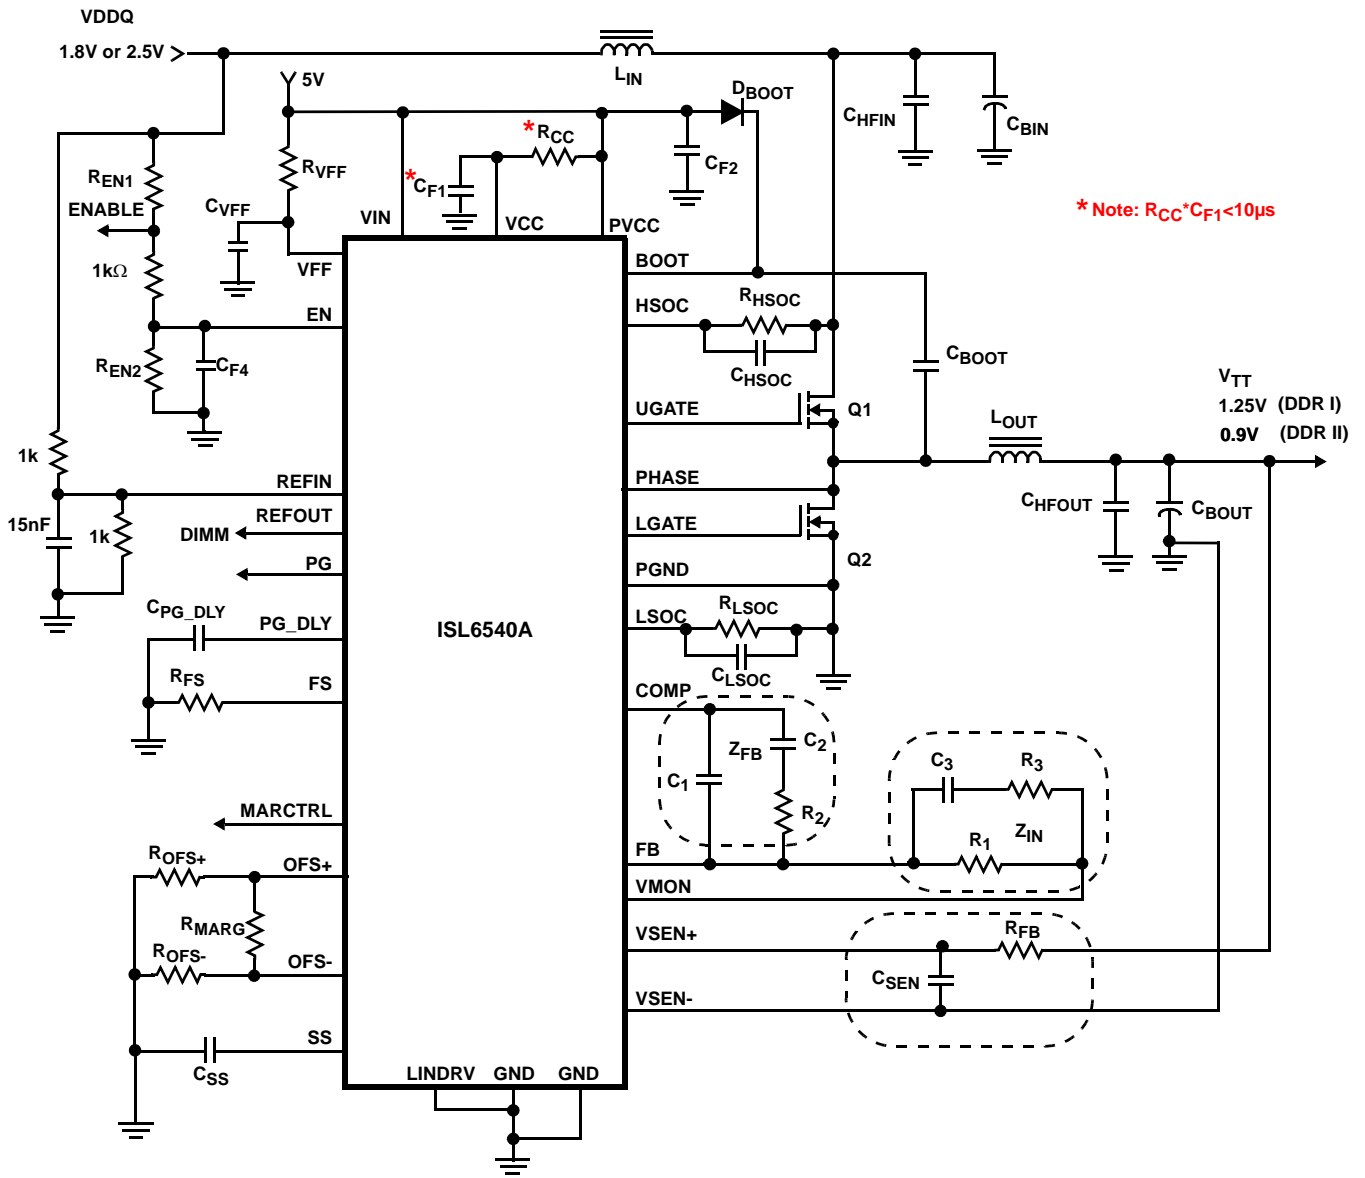 VDDQ
1.8V or 2.5V
LIN
5V
DBOOT
CHFIN
CBIN
*RCC
RVFF
*CF1
CF2
REN1
ENABLE
CVFF
VIN
VCC
PVCC
* Note: RCC*CF1<10µs
1kΩ
VFF
BOOT
HSOC
RHSOC
EN
CHSOC
CBOOT
REN2
CF4
VTT
1.25V (DDR I)
0.9V (DDR II)
UGATE
Q1
LOUT
1k
REFIN
PHASE
CHFOUT
CBOUT
15nF
1k
REFOUT
DIMM
LGATE
Q2
PG
PGND
CPG_DLY
PG_DLY
ISL6540A
LSOC
RLSOC
CLSOC
RFS
FS
COMP
ZFB
C2
C1
R2
C3
R3
ZIN
R1
MARCTRL
FB
ROFS+
OFS+
VMON
RMARG
VSEN+
RFB
ROFS-
OFS-
CSEN
VSEN-
SS
CSS
LINDRV
GND
GND